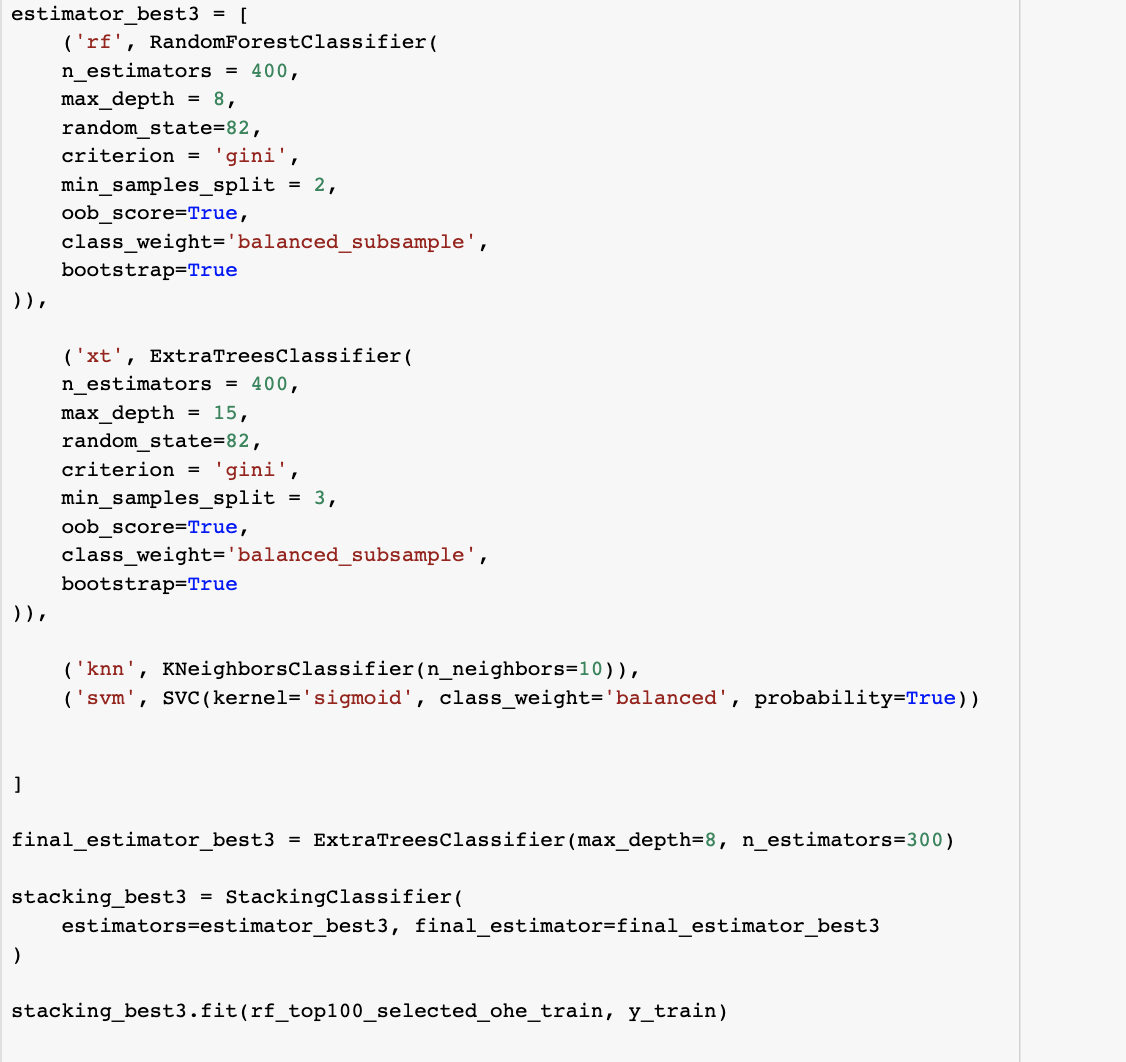 estimator_best3 = [
    ('rf', RandomForestClassifier(
    n_estimators = 400,
    max_depth = 8,
    random_state=82,
    criterion = 'gini',
    min_samples_split = 2,
    oob_score=True,
    class_weight='balanced_subsample',
    bootstrap=True
)),
    ('xt', ExtraTreesClassifier(
    n_estimators = 400,
    max_depth = 15,
    random_state=82,
    criterion = 'gini',
    min_samples_split = 3,
    oob_score=True,
    class_weight='balanced_subsample',
    bootstrap=True
)),
    ('knn', KNeighborsClassifier(n_neighbors=10)),
    ('svm', SVC(kernel='sigmoid', class_weight='balanced', probability=True))
]
final_estimator_best3 = ExtraTreesClassifier(max_depth=8, n_estimators=300)
stacking_best3 = StackingClassifier(
    estimators=estimator_best3, final_estimator=final_estimator_best3
)
stacking_best3.fit(rf_top100_selected_ohe_train, y_train)